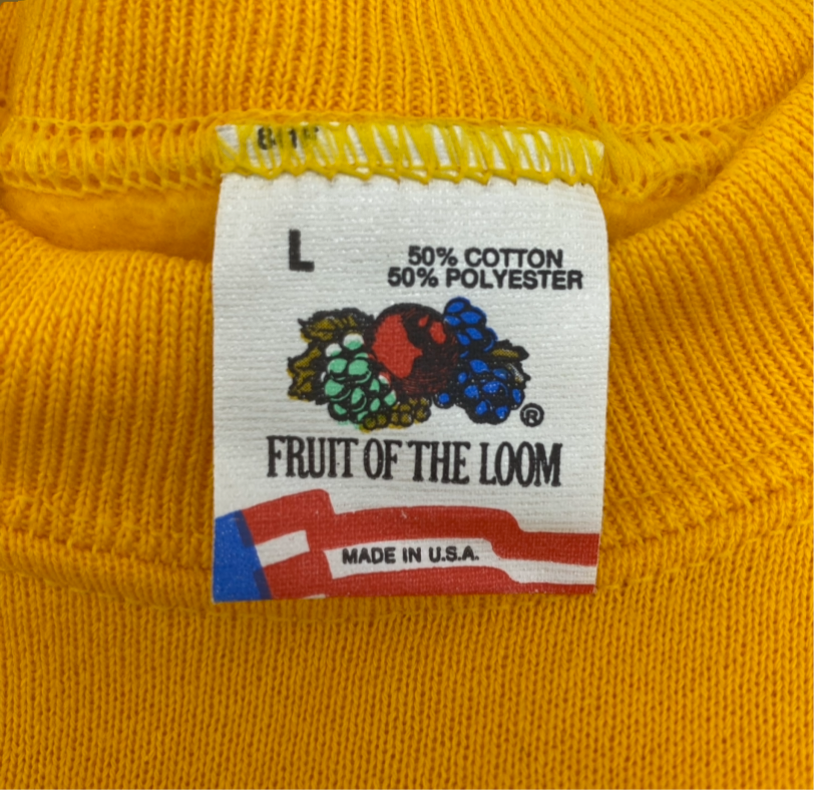 L
50% COTTON
50% POLYESTER
®
FRUIT OF THE LOOM
MADE IN U.S.A.